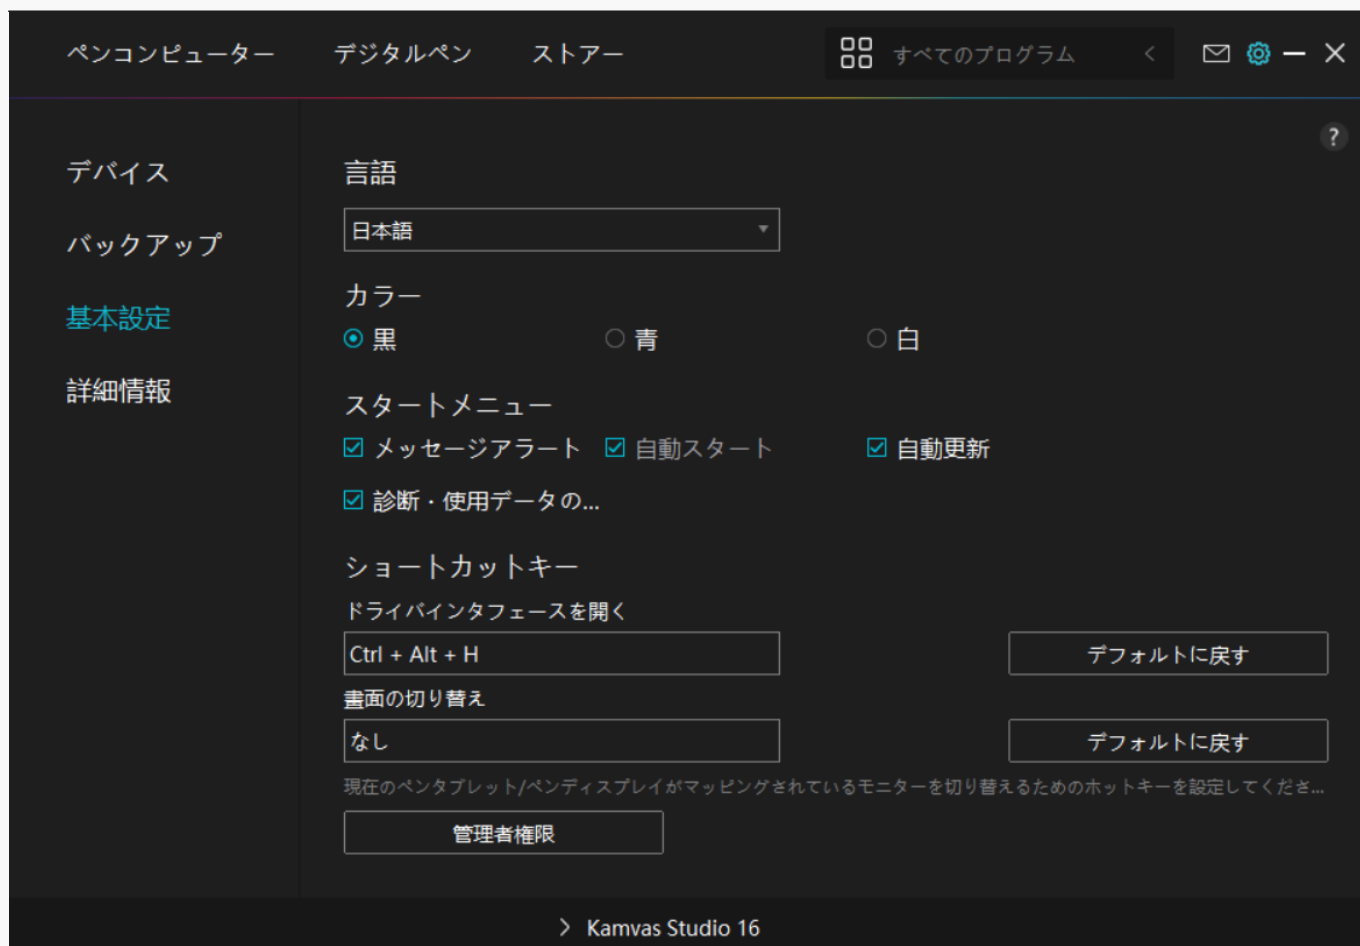 ペンコンピューター デジタルペン ストアー すべてのプログラム
?
デバイス
バックアップ
基本設定
詳細情報
言語
日本語
カラー
黒 青 白
スタートメニュー
メッセージアラート 自動スタート 自動更新
診断・使用データの...
ショートカットキー
ドライバインタフェースを開く
Ctrl + Alt + H デフォルトに戻す
畫面の切り替え
なし デフォルトに戻す
現在のペンタブレット/ペンディスプレイがマッピングされているモニターを切り替えるためのホットキーを設定してくださ...
管理者権限
Kamvas Studio 16